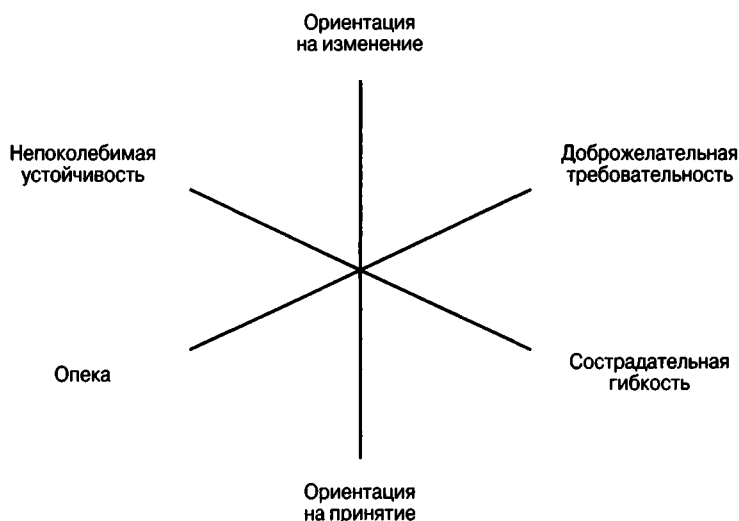 Ориентация
на изменение
Непоколебимая
устойчивость
Доброжелательная
требовательность
Опека
Сострадательная
гибкость
Ориентация
на принятие